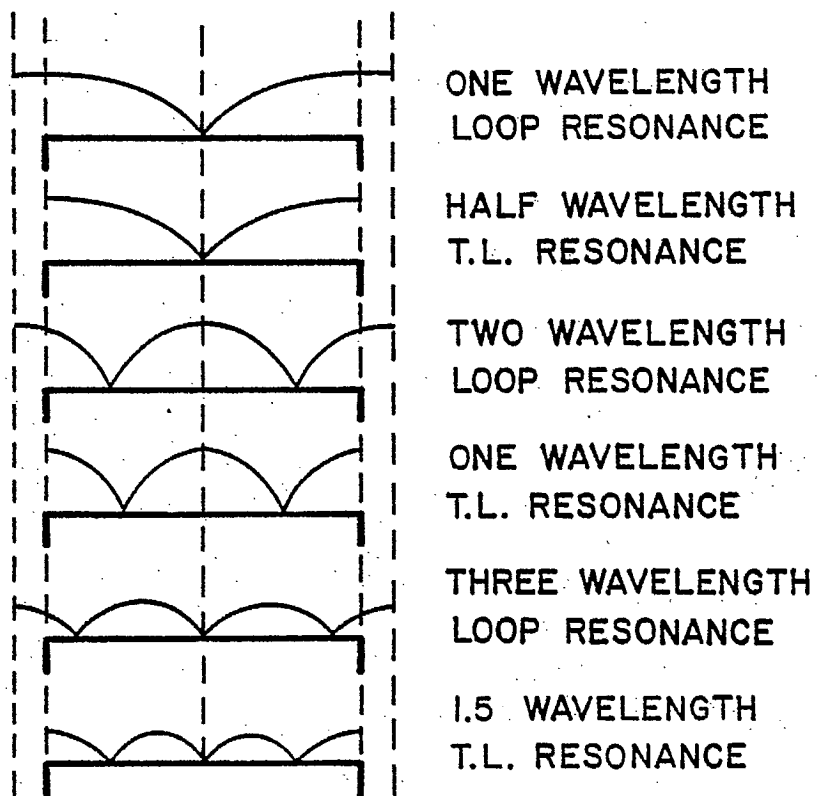 ONE WAVELENGTH
LOOP RESONANCE
HALF WAVELENGTH
T.L. RESONANCE
TWO WAVELENGTH
LOOP RESONANCE
ONE WAVELENGTH
T.L. RESONANCE
THREE WAVELENGTH
LOOP RESONANCE
1.5 WAVELENGTH
T.L. RESONANCE